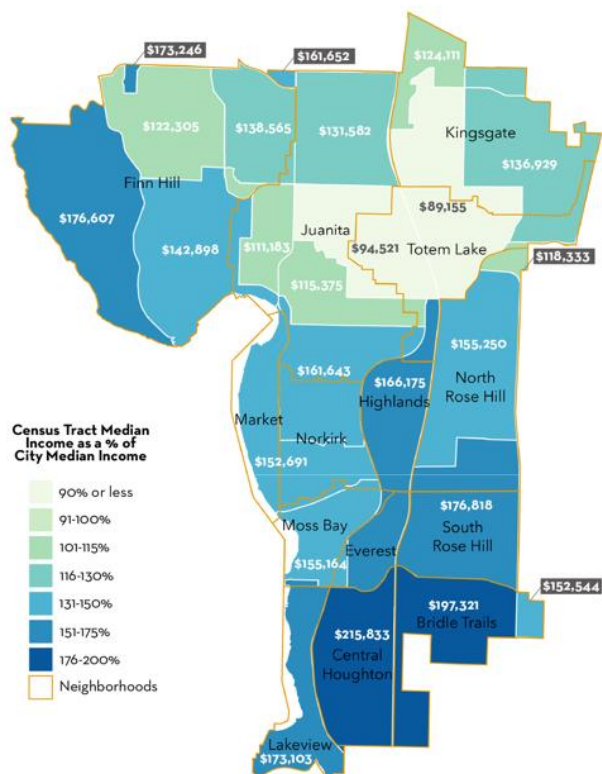 $173,246
$161,652
$124,111
$122,305
$138,565
$131,582
Kingsgate
$136,929
Finn Hill
$176,607
$142,898
$111,183
Juanita
$89,155
$94,521
Totem Lake
$118,333
$115,375
$155,250
North
Rose Hill
$161,643
$166,175
Highlands
Market
Norkirk
$152,691
Census Tract Median
Income as a % of
City Median Income
90% or less
91-100%
101-115%
116-130%
131-150%
151-175%
176-200%
Neighborhoods
Moss Bay
$155,164
Everest
$176,818
South
Rose Hill
$152,544
$197,321
Bridle Trails
$215,833
Central
Houghton
Lakeview
$173,103